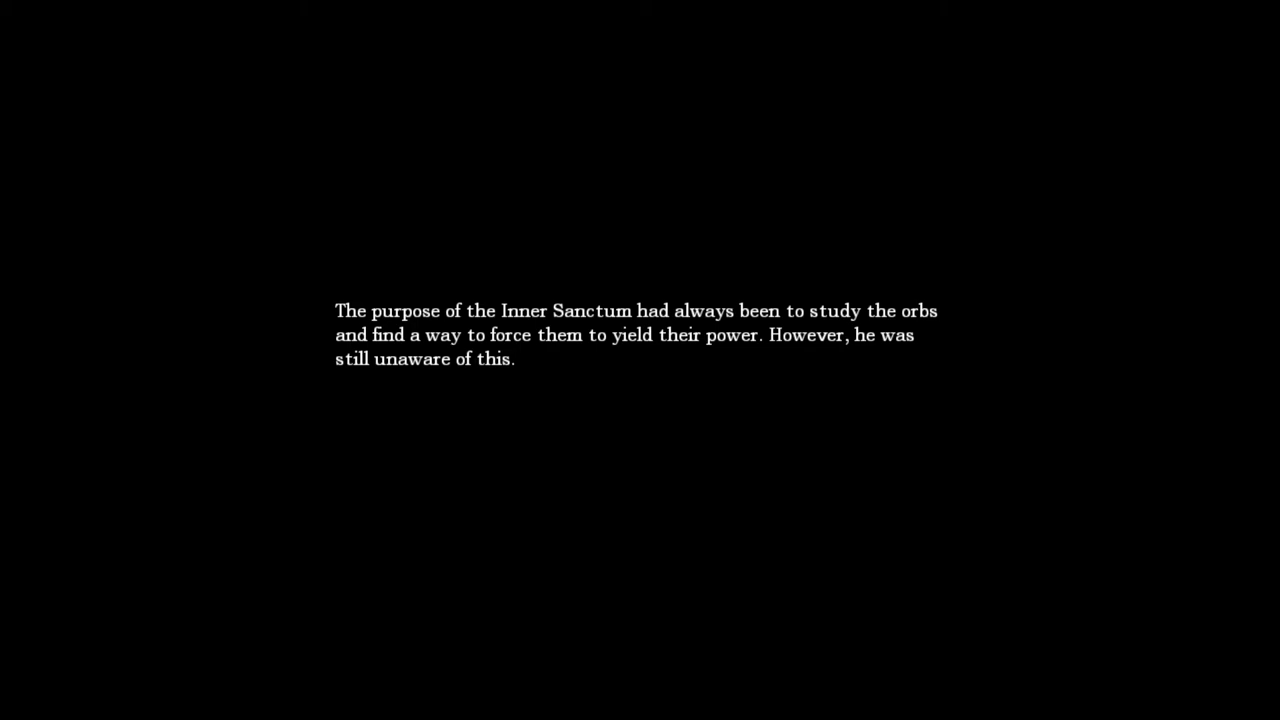 The purpose of the Inner Sanctum had always been to study the orbs
and find a way to force them to yield their power. However, he was
still unaware of this.